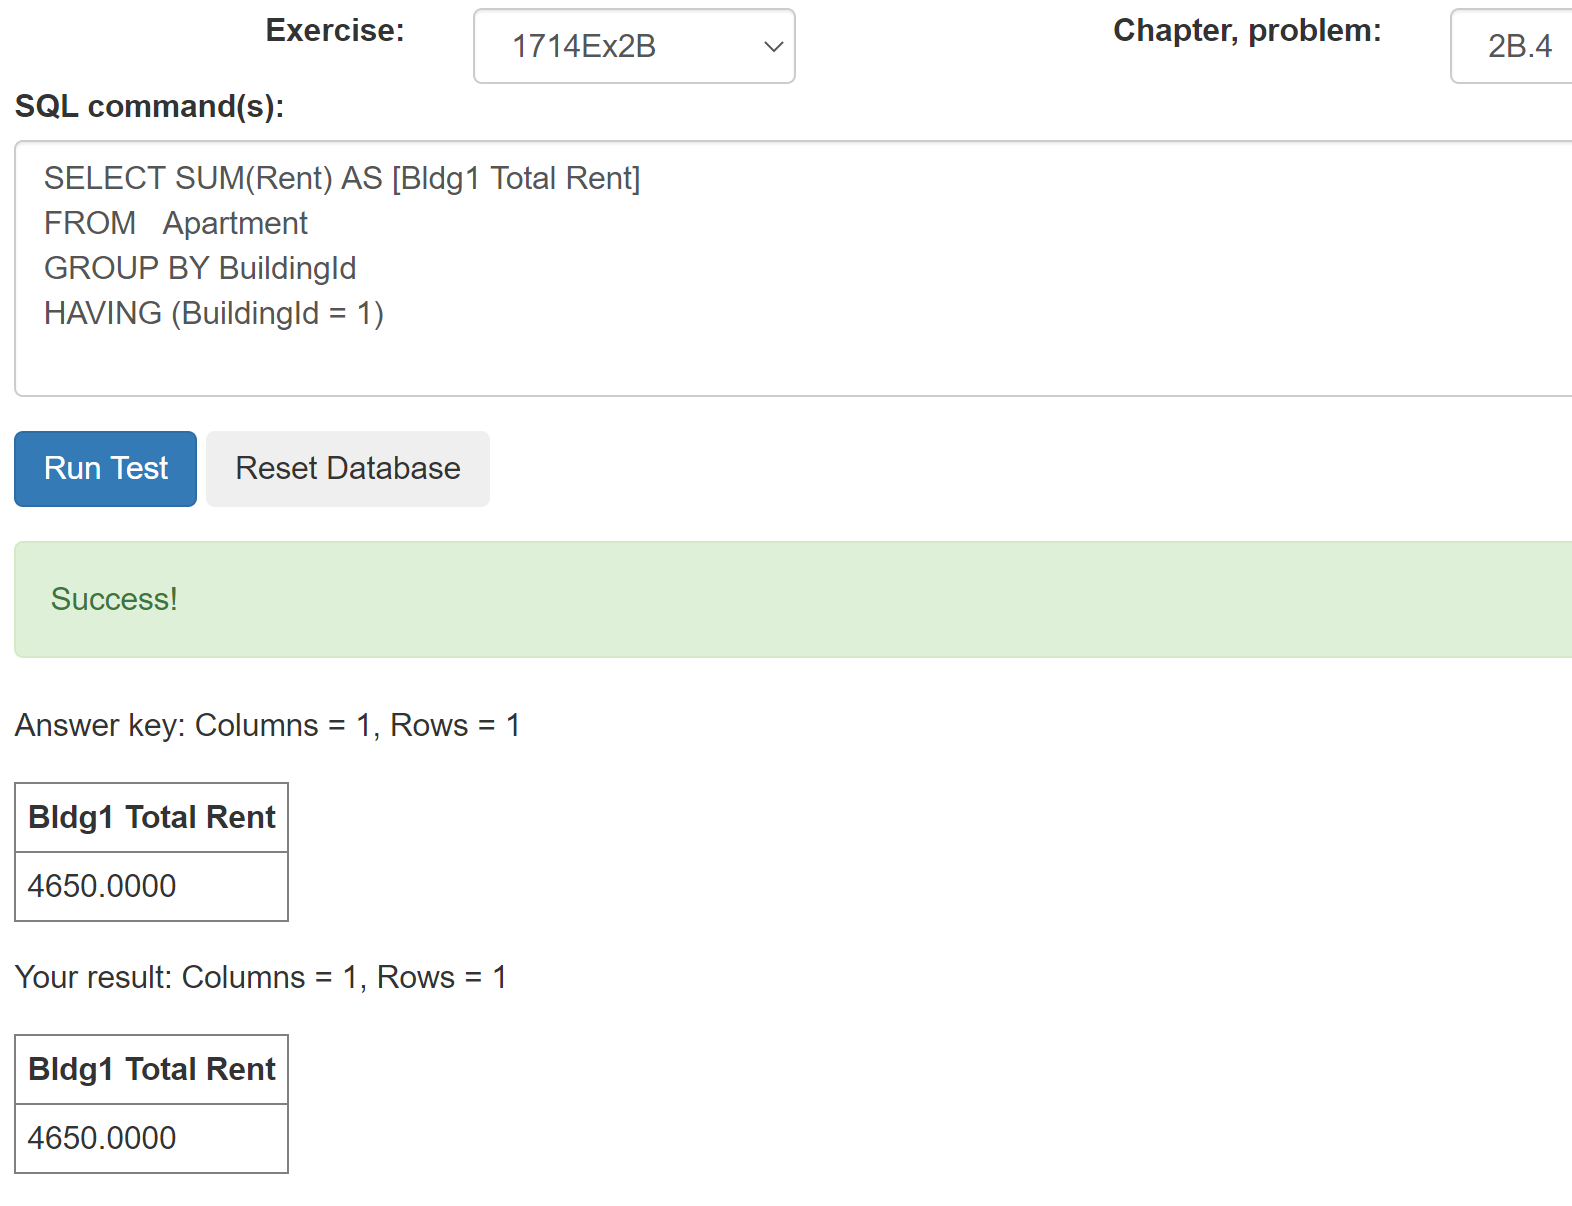 Exercise: 1714Ex2B Chapter, problem: 2B.4
SQL command(s):
SELECT SUM(Rent) AS [Bldg1 Total Rent]
FROM   Apartment
GROUP BY BuildingId
HAVING (BuildingId = 1)
Run Test Reset Database
Success!
Answer key: Columns = 1, Rows = 1
Bldg1 Total Rent
4650.0000
Your result: Columns = 1, Rows = 1
Bldg1 Total Rent
4650.0000